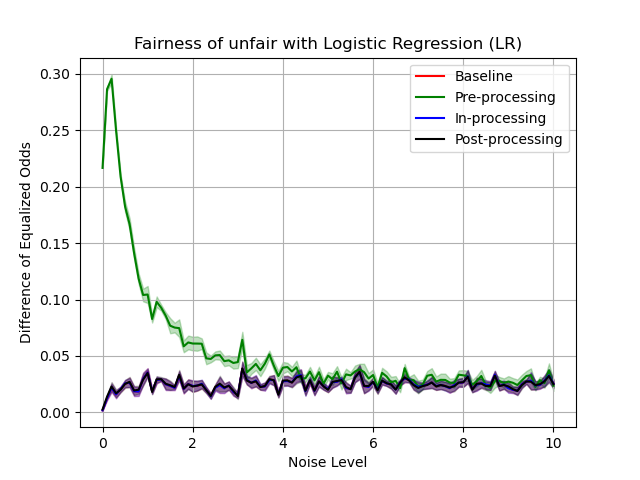 Fairness of unfair with Logistic Regression (LR)
Baseline
Pre-processing
In-processing
Post-processing
Difference of Equalized Odds
0.30
0.25
0.20
0.15
0.10
0.05
0.00
0 2 4 6 8 10
Noise Level